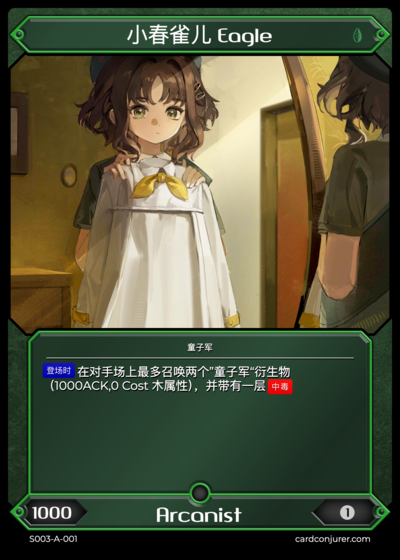 小春雀儿 Eagle
童子军
登场时 在对手场上最多召唤两个”童子军“衍生物
（1000ACK,0 Cost 木属性），并带有一层 中毒
1000
Arcanist
1
S003-A-001
cardconjurer.com